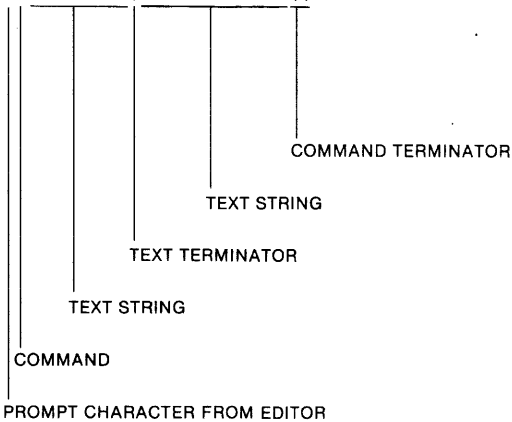 COMMAND TERMINATOR
TEXT STRING
TEXT TERMINATOR
TEXT STRING
COMMAND
PROMPT CHARACTER FROM EDITOR